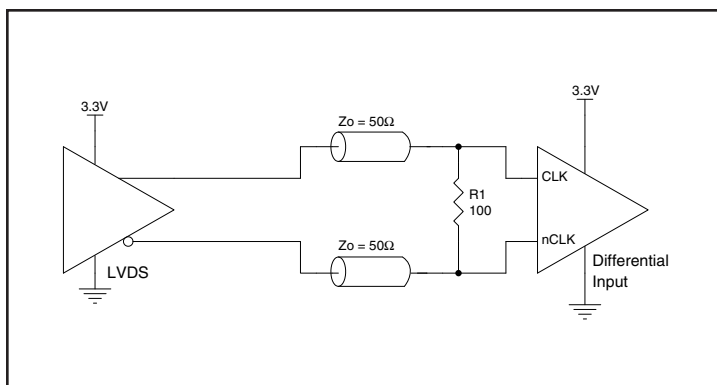 3.3V
3.3V
Zo = 50Ω
R1
100
CLK
nCLK
Zo = 50Ω
LVDS
Differential
Input